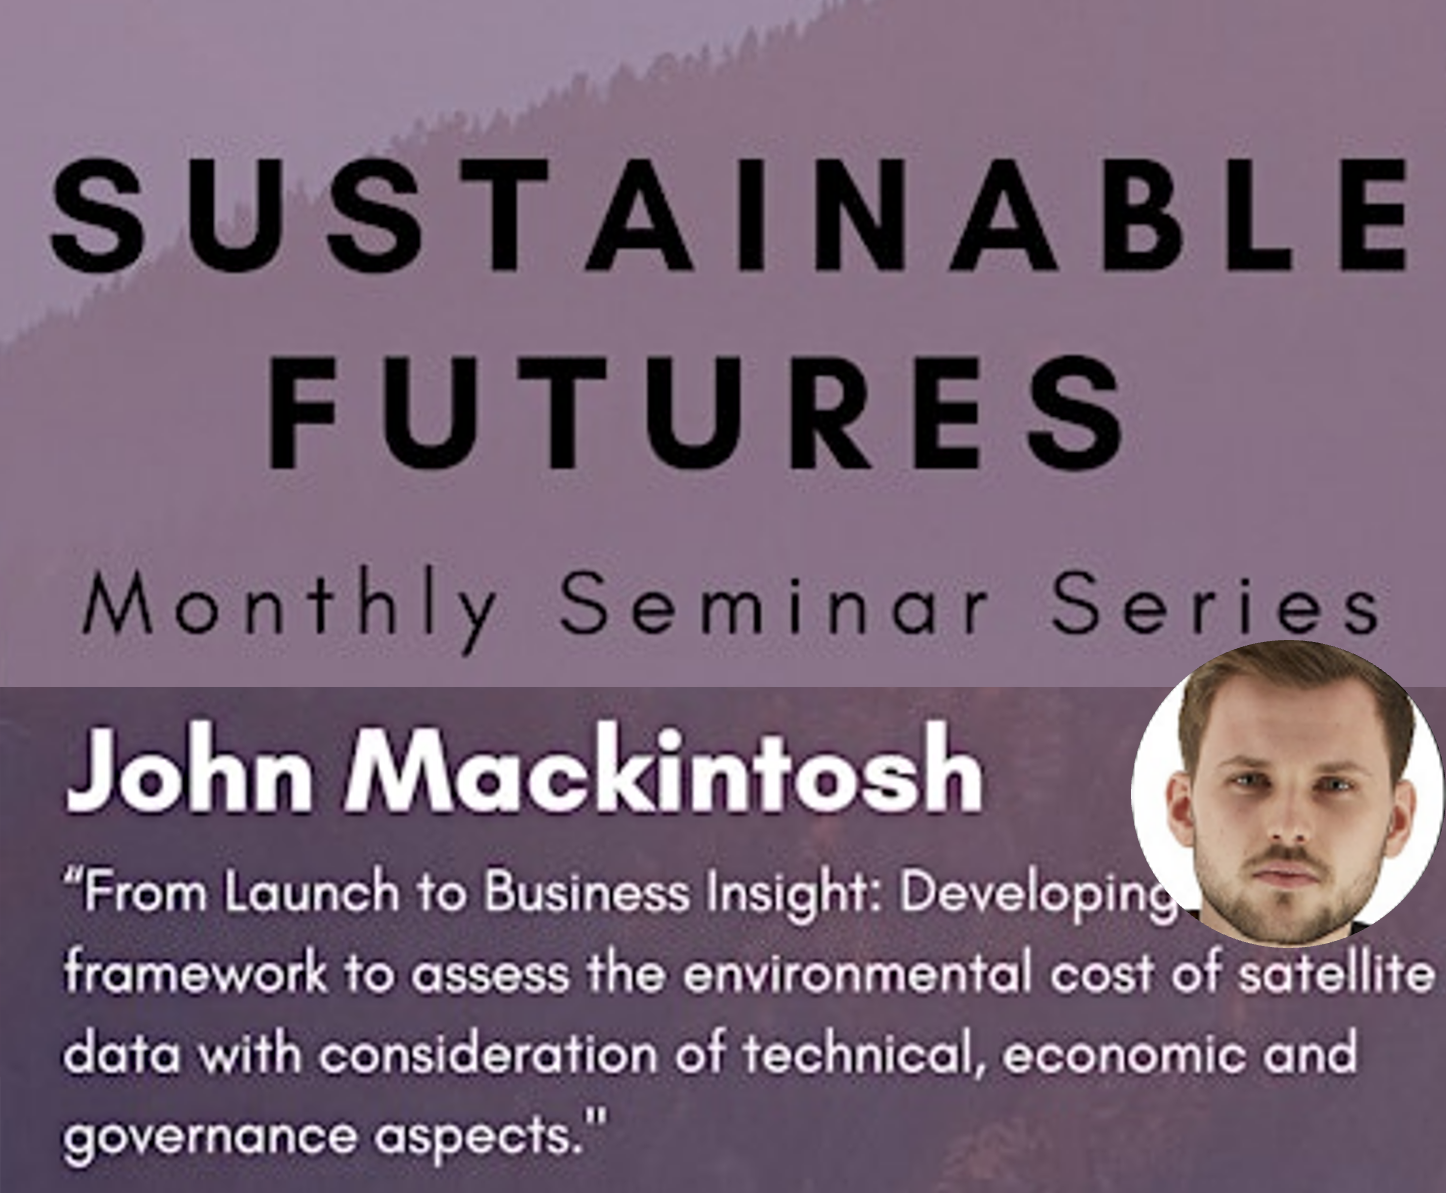 SUSTAINABLE
FUTURES
Monthly Seminar Series
John Mackintosh
“From Launch to Business Insight: Developing
framework to assess the environmental cost of satellite
data with consideration of technical, economic and
governance aspects."